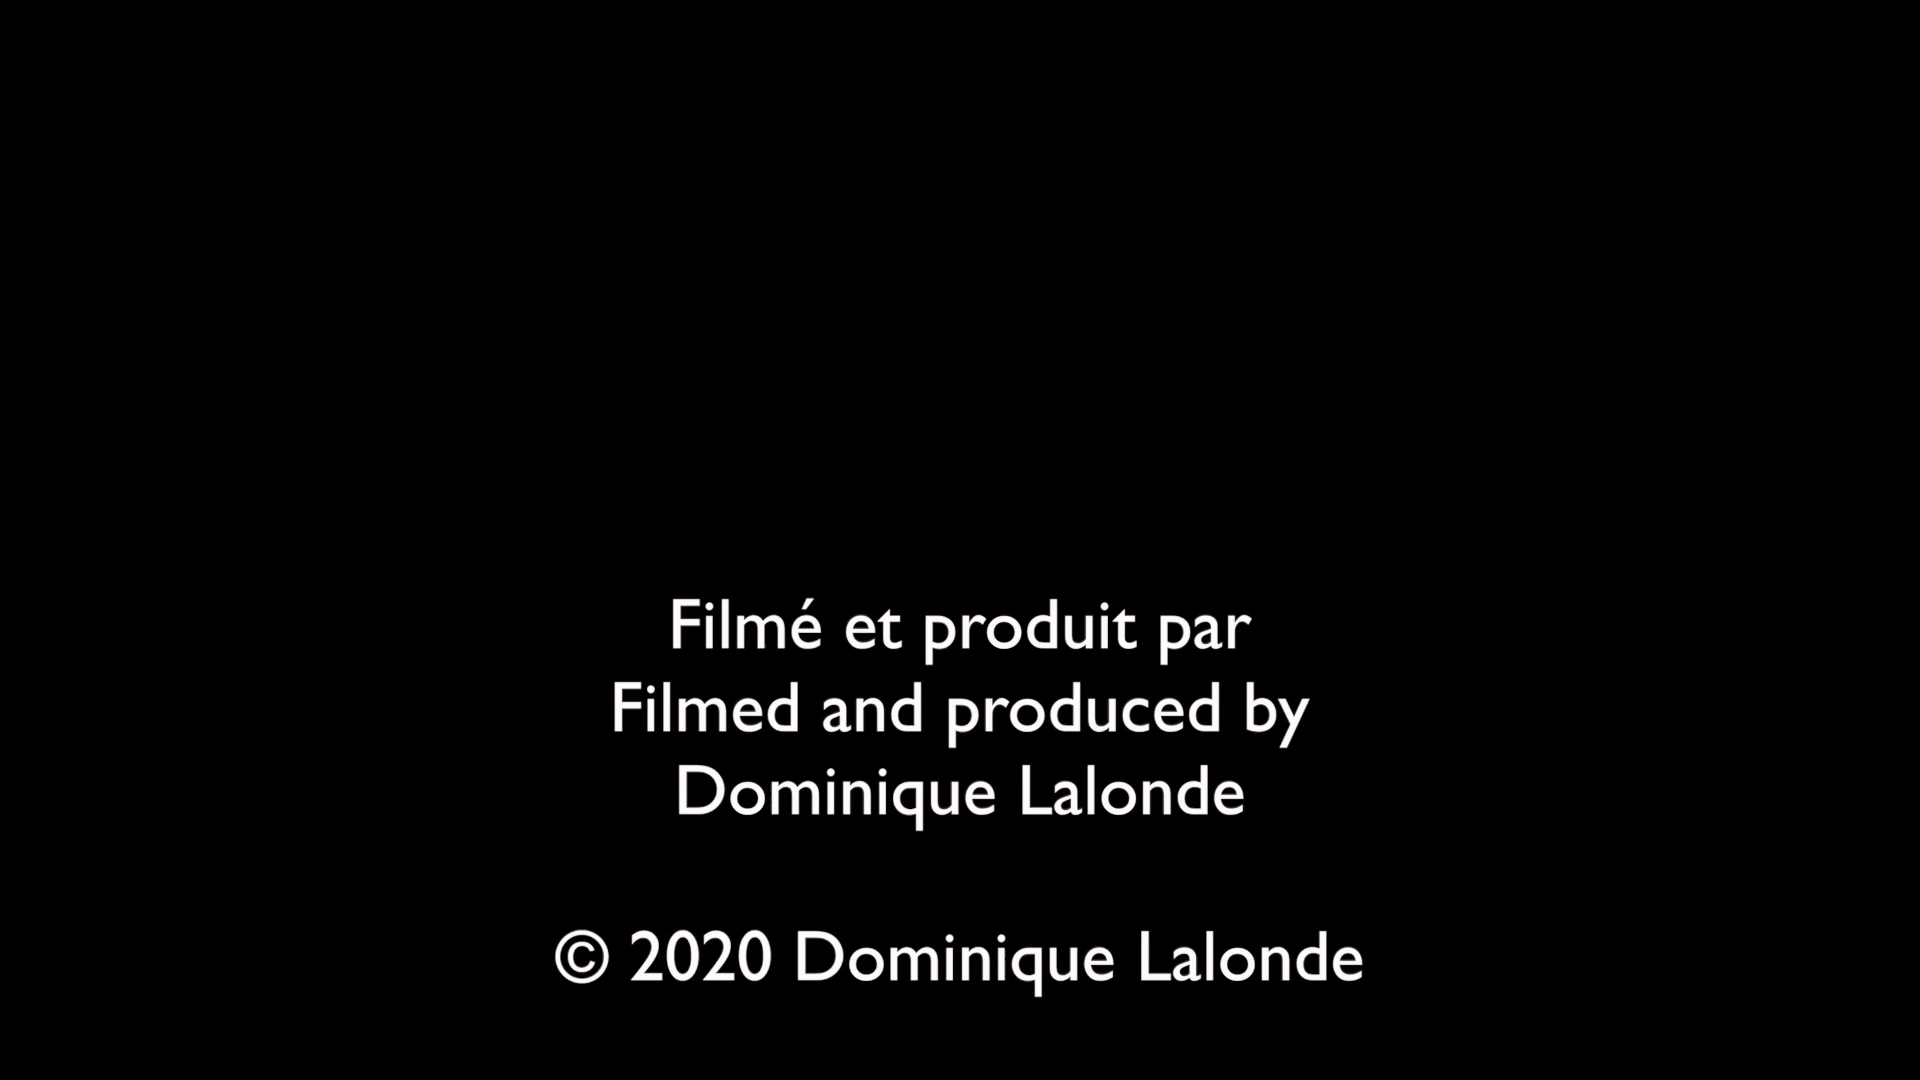 Filmé et produit par
Filmed and produced by
Dominique Lalonde
© 2020 Dominique Lalonde